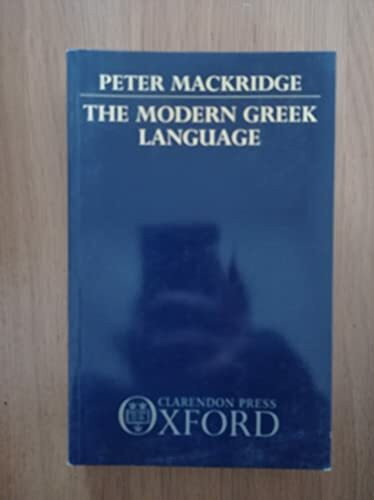 PETER MACKRIDGE
THE MODERN GREEK
LANGUAGE
CLARENDON PRESS
OXFORD